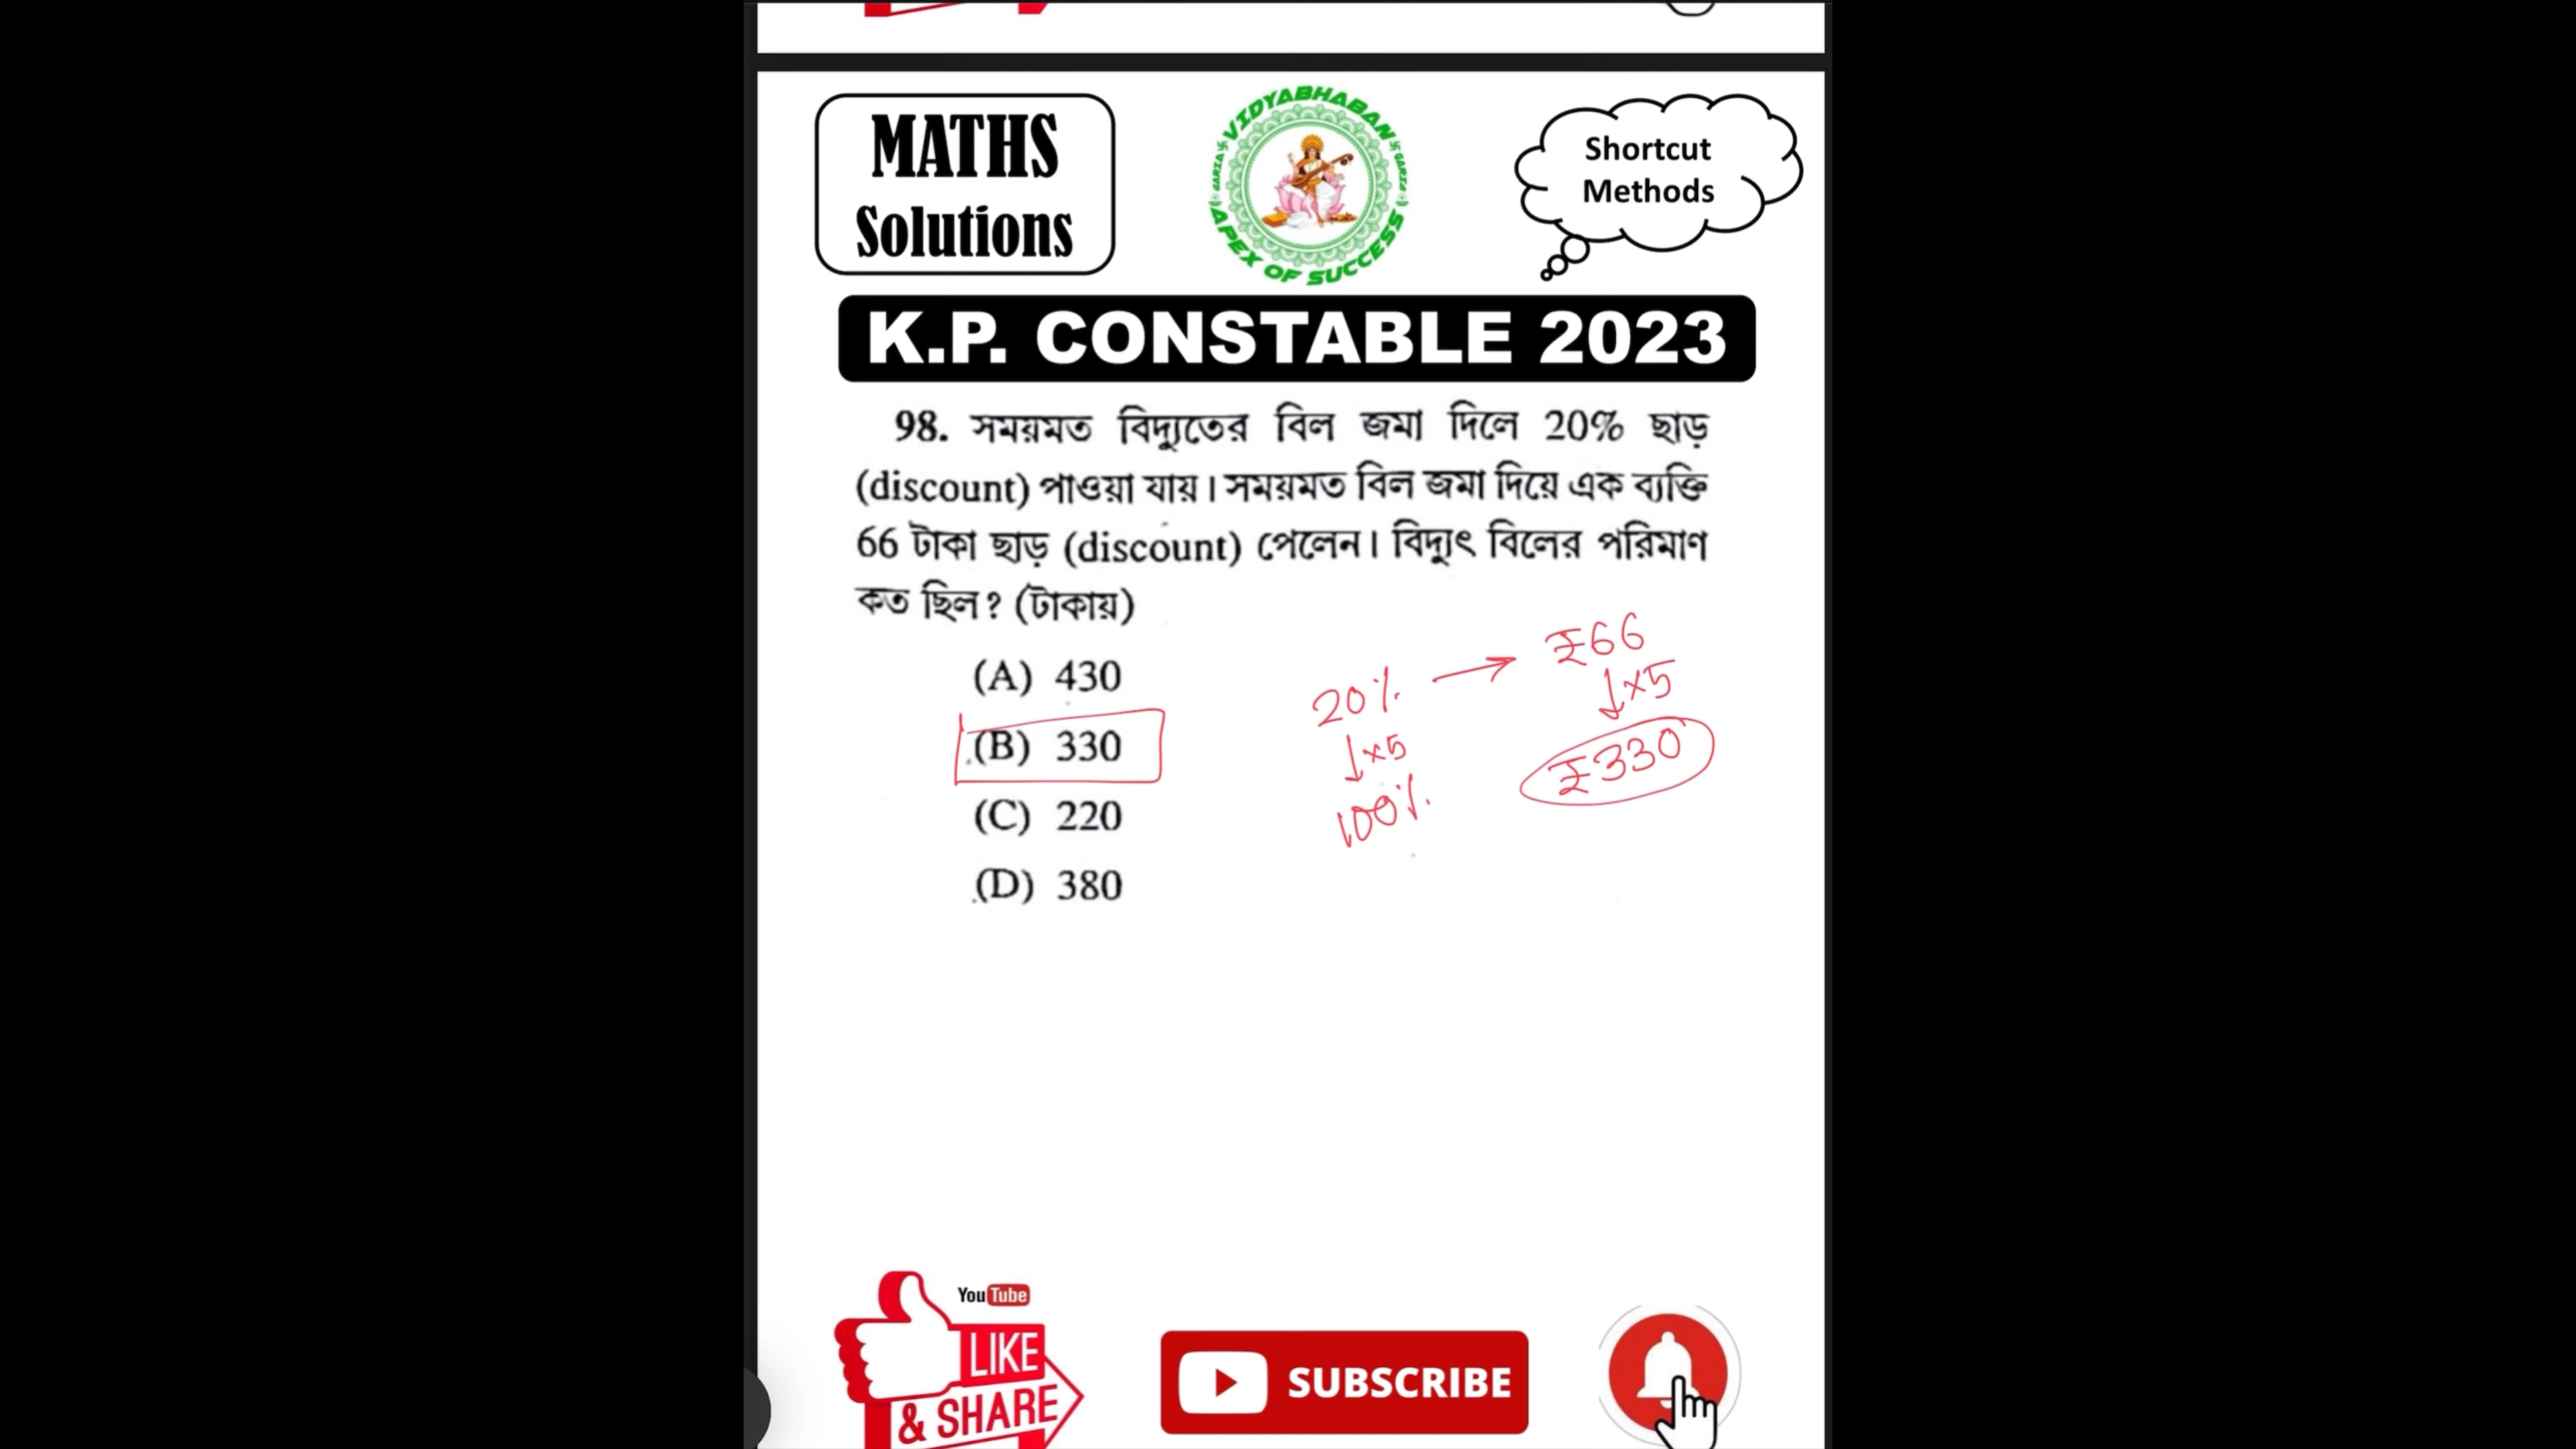 MATHS
Solutions
VIDYABHABAN
GARIA
GARIA
APEX OF SUCCESS
Shortcut
Methods
K.P. CONSTABLE 2023
98. সময়মত বিদ্যুতের বিল জমা দিলে 20% ছাড়
(discount) পাওয়া যায়। সময়মত বিল জমা দিয়ে এক ব্যক্তি
66 টাকা ছাড় (discount) পেলেন। বিদ্যুৎ বিলের পরিমাণ
কত ছিল? (টাকায়)
(A) 430
(B) 330
(C) 220
(D) 380
20% → ₹66
↓×5 ↓×5
100% ₹330
YouTube
LIKE
& SHARE
SUBSCRIBE